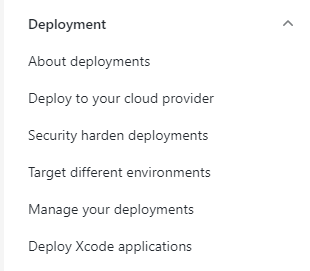 Deployment
About deployments
Deploy to your cloud provider
Security harden deployments
Target different environments
Manage your deployments
Deploy Xcode applications